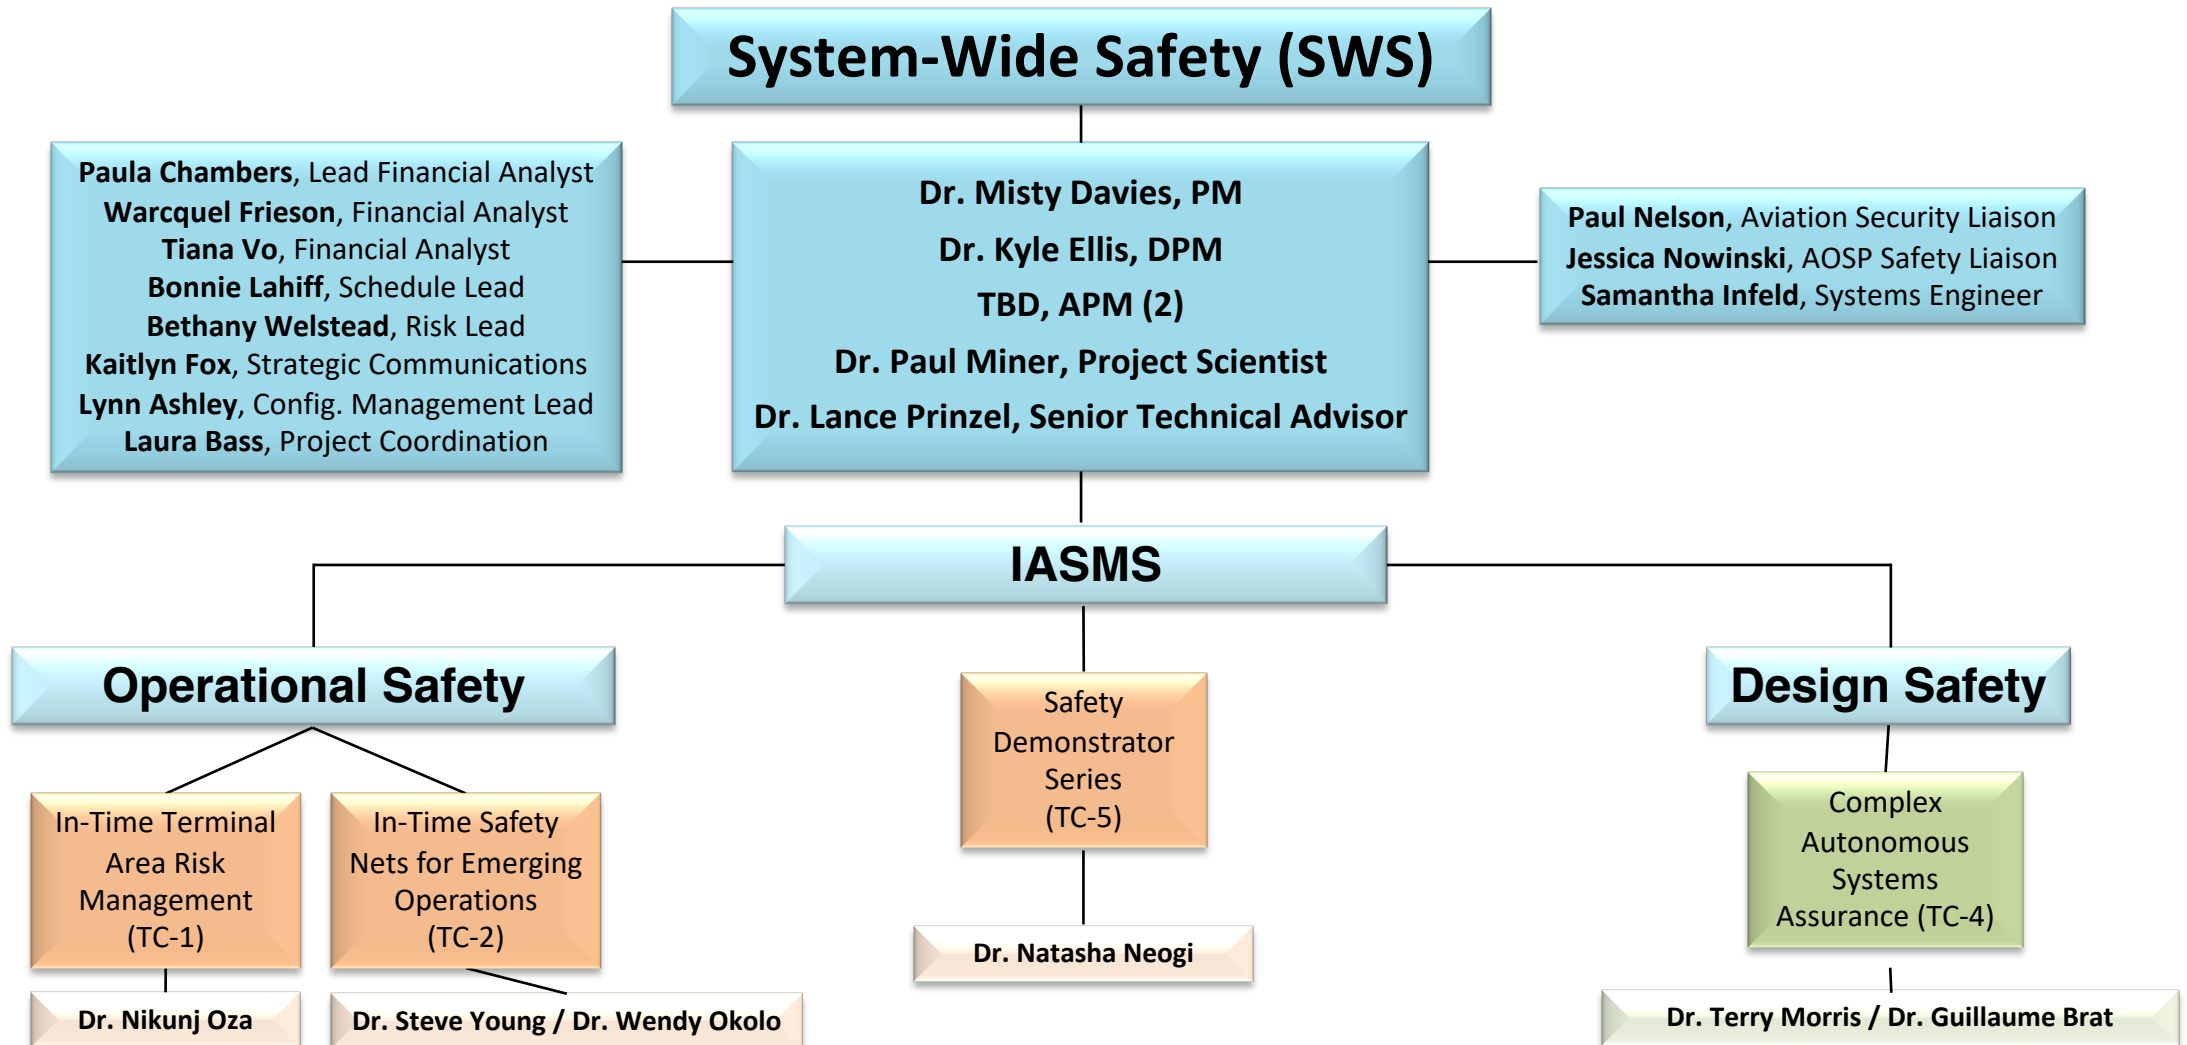 System-Wide Safety (SWS)
Paula Chambers, Lead Financial Analyst
Warcquel Frieson, Financial Analyst
Tiana Vo, Financial Analyst
Bonnie Lahiff, Schedule Lead
Bethany Welstead, Risk Lead
Kaitlyn Fox, Strategic Communications
Lynn Ashley, Config. Management Lead
Laura Bass, Project Coordination
Dr. Misty Davies, PM
Dr. Kyle Ellis, DPM
TBD, APM (2)
Dr. Paul Miner, Project Scientist
Dr. Lance Prinzel, Senior Technical Advisor
Paul Nelson, Aviation Security Liaison
Jessica Nowinski, AOSP Safety Liaison
Samantha Infeld, Systems Engineer
IASMS
Operational Safety
In-Time Terminal
Area Risk
Management
(TC-1)
Dr. Nikunj Oza
In-Time Safety
Nets for Emerging
Operations
(TC-2)
Dr. Steve Young / Dr. Wendy Okolo
Safety
Demonstrator
Series
(TC-5)
Dr. Natasha Neogi
Design Safety
Complex
Autonomous
Systems
Assurance (TC-4)
Dr. Terry Morris / Dr. Guillaume Brat